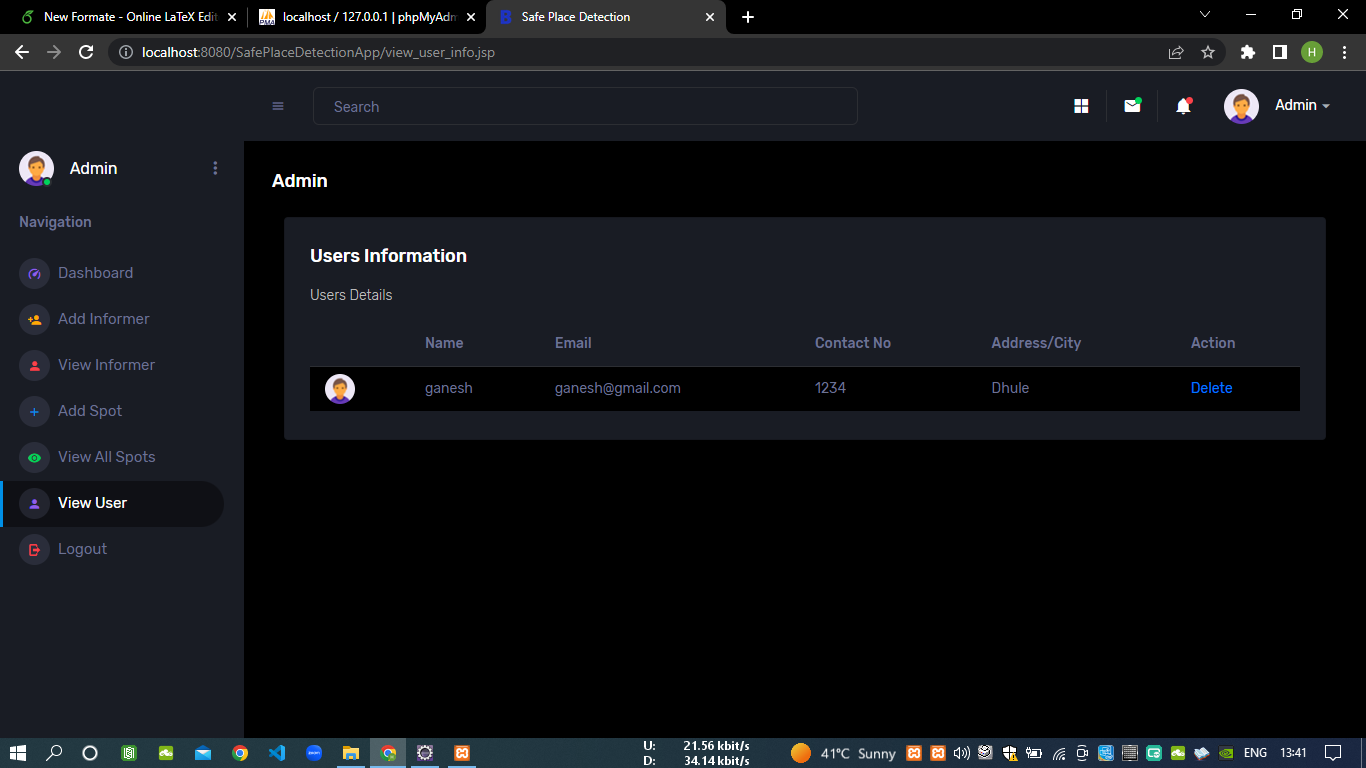 New Formate - Online LaTeX Edit
localhost / 127.0.0.1 | phpMyAdm
Safe Place Detection
localhost:8080/SafePlaceDetectionApp/view_user_info.jsp
H
Search
Admin
Admin
Navigation
Dashboard
Add Informer
View Informer
Add Spot
View All Spots
View User
Logout
Admin
Users Information
Users Details
Name Email Contact No Address/City Action
ganesh ganesh@gmail.com 1234 Dhule Delete
U: 21.56 kbit/s
D: 34.14 kbit/s
41°C Sunny
ENG
13:41